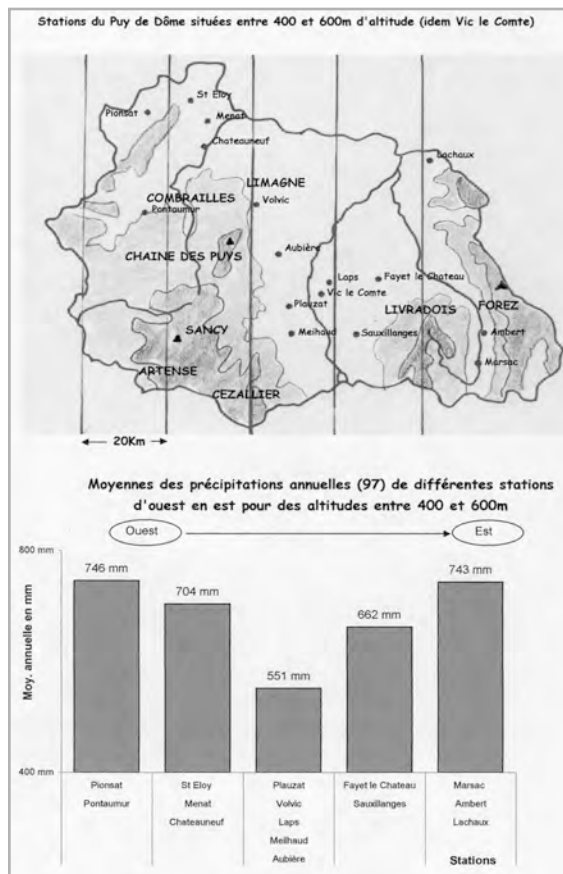 Stations du Puy de Dôme situées entre 400 et 600m d'altitude (idem Vic le Comte)
St Eloy
Pionsat
Menat
Chateauneuf
Lachaux
LIMAGNE
COMBRAILLES
Volvic
Pontaumur
CHAINE DES PUYS
Aubière
Laps
Fayet le Chateau
Vic le Comte
Plauzat
LIVRADOIS
FOREZ
SANCY
Meihaud
Sauxillanges
Ambert
Marsac
ARTENSE
CEZALLIER
20Km
Moyennes des précipitations annuelles (97) de différentes stations
d'ouest en est pour des altitudes entre 400 et 600m
Ouest
Est
800 mm
746 mm
743 mm
704 mm
662 mm
551 mm
Moy. annuelle en mm
400 mm
Pionsat
Pontaumur
St Eloy
Menat
Chateauneuf
Plauzat
Volvic
Laps
Meilhaud
Aubière
Fayet le Chateau
Sauxillanges
Marsac
Ambert
Lachaux
Stations